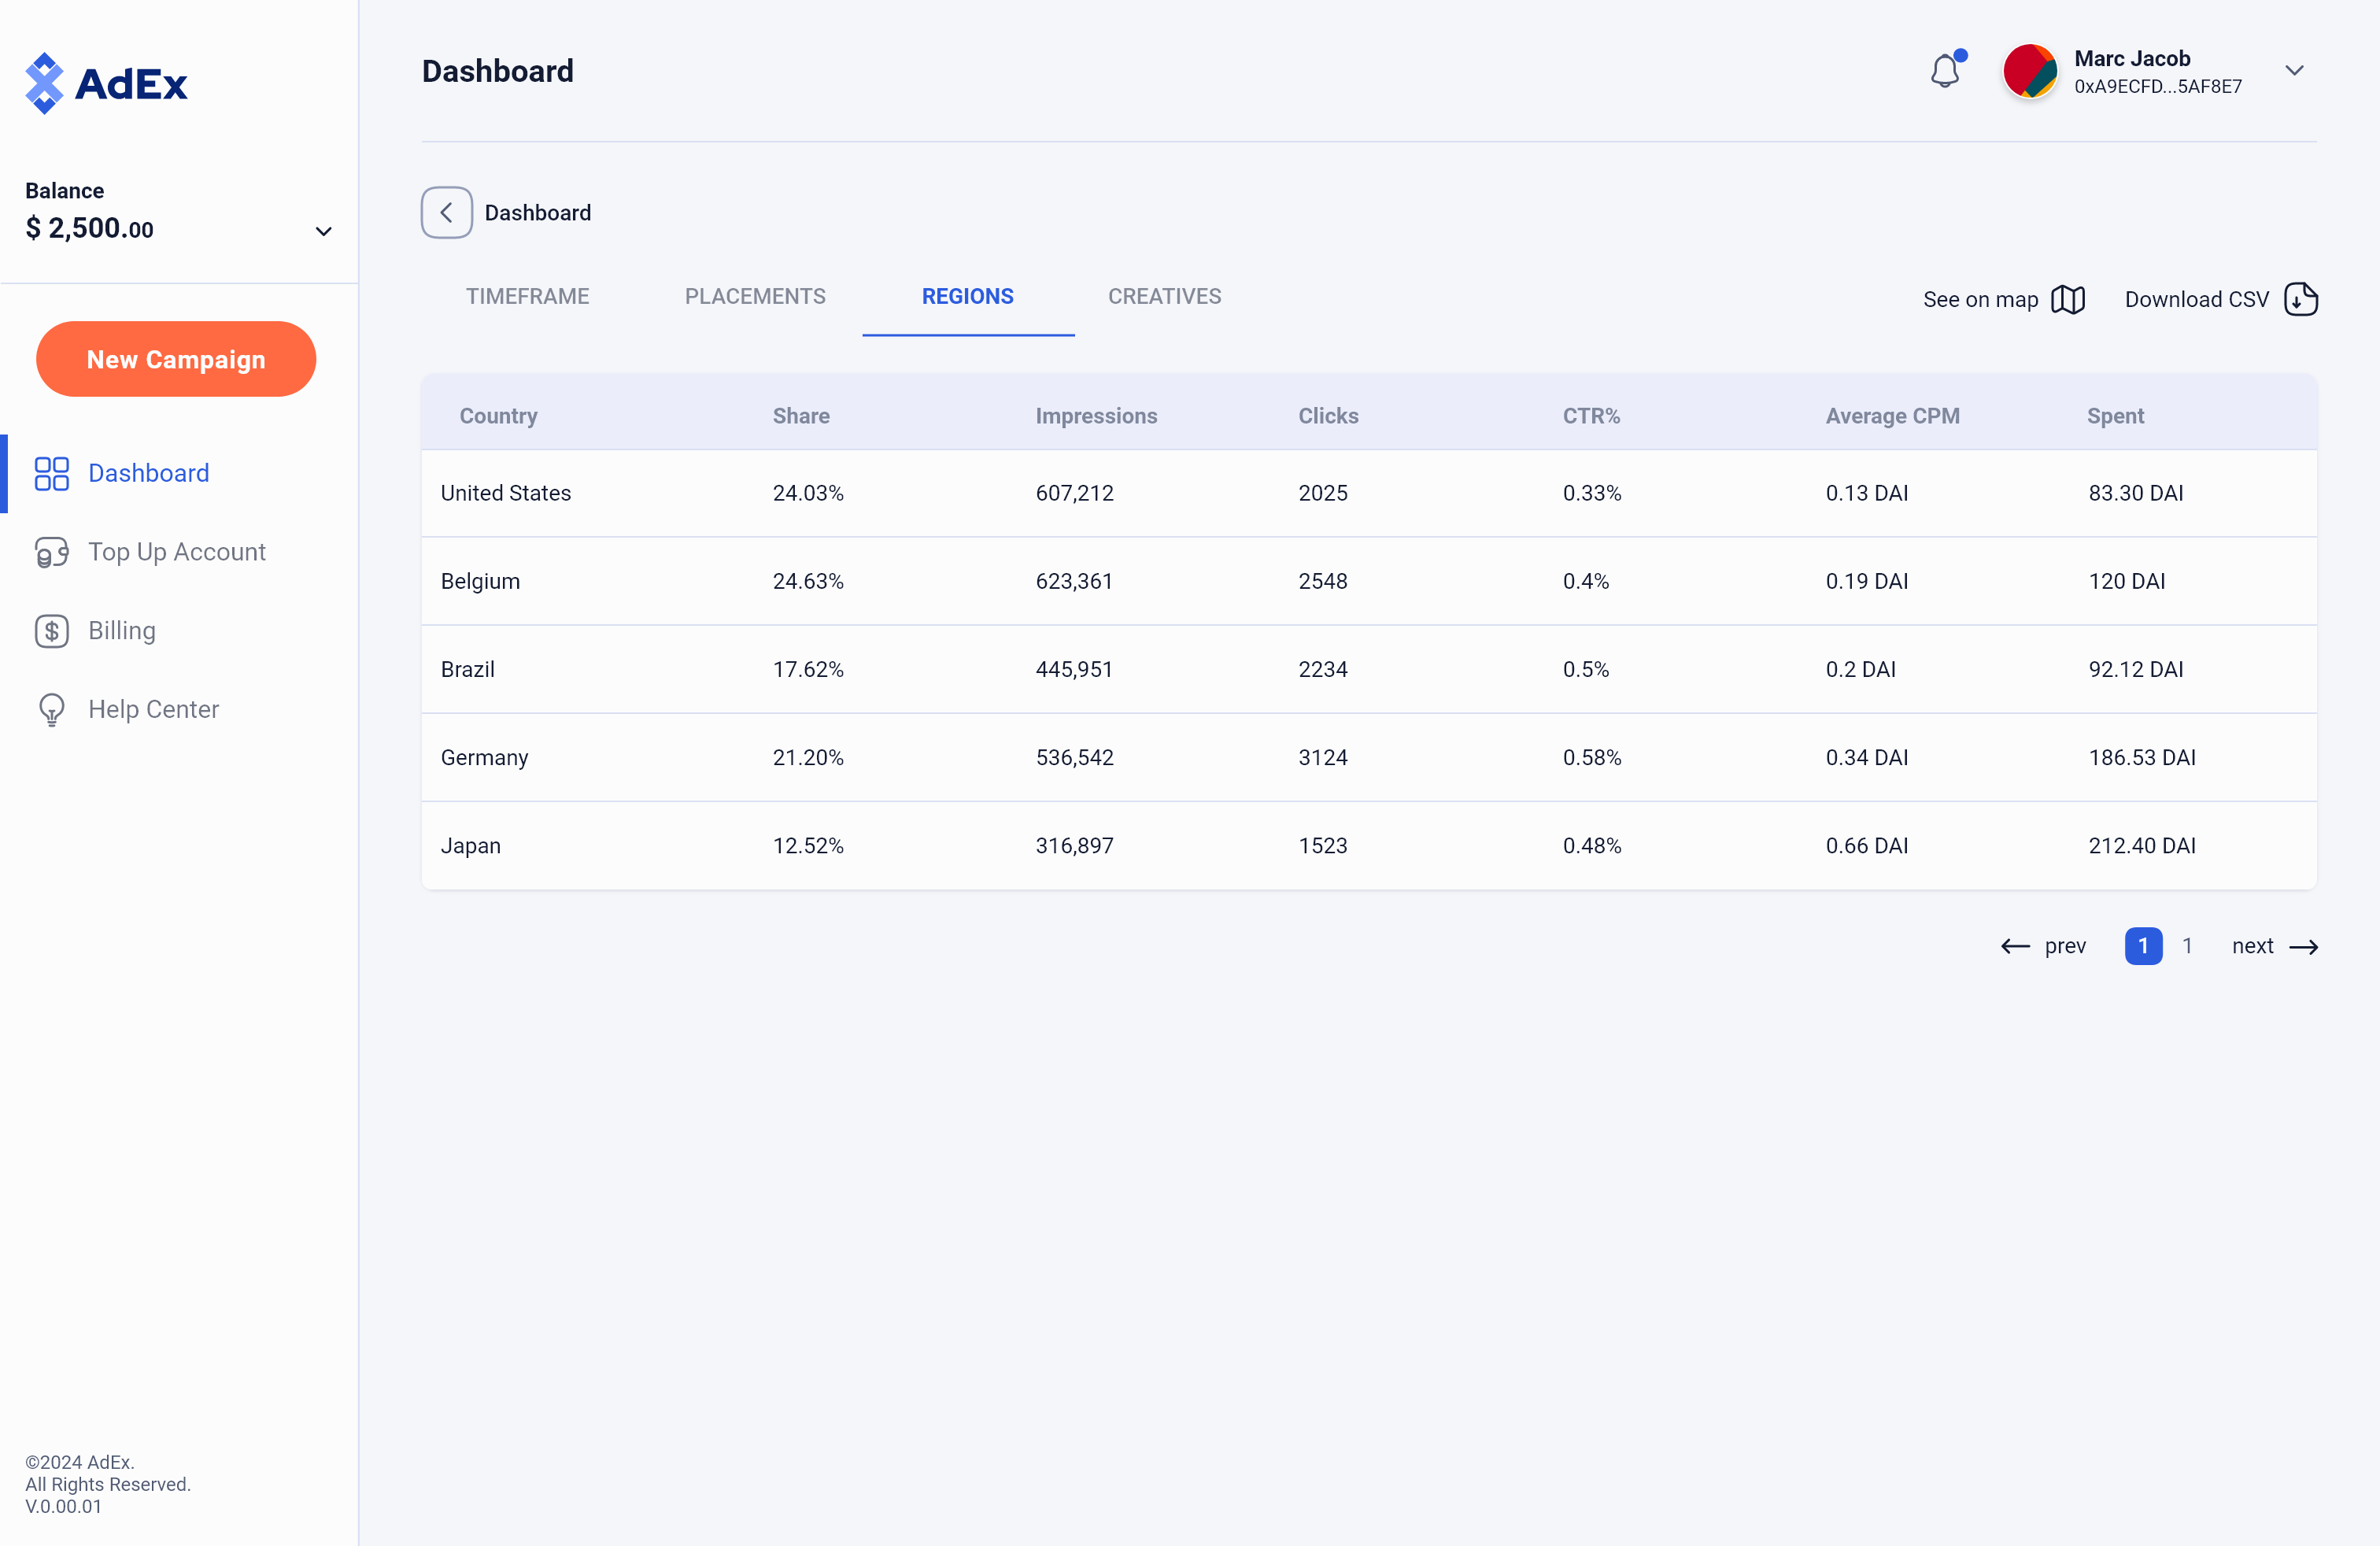 AdEx
Balance
$ 2,500.00
New Campaign
Dashboard
Top Up Account
Billing
Help Center
©2024 AdEx.
All Rights Reserved.
V.0.00.01
Dashboard
Marc Jacob
0xA9ECFD...5AF8E7
Dashboard
TIMEFRAME PLACEMENTS REGIONS CREATIVES See on map Download CSV
Country Share Impressions Clicks CTR% Average CPM Spent
United States 24.03% 607,212 2025 0.33% 0.13 DAI 83.30 DAI
Belgium 24.63% 623,361 2548 0.4% 0.19 DAI 120 DAI
Brazil 17.62% 445,951 2234 0.5% 0.2 DAI 92.12 DAI
Germany 21.20% 536,542 3124 0.58% 0.34 DAI 186.53 DAI
Japan 12.52% 316,897 1523 0.48% 0.66 DAI 212.40 DAI
prev 1 1 next